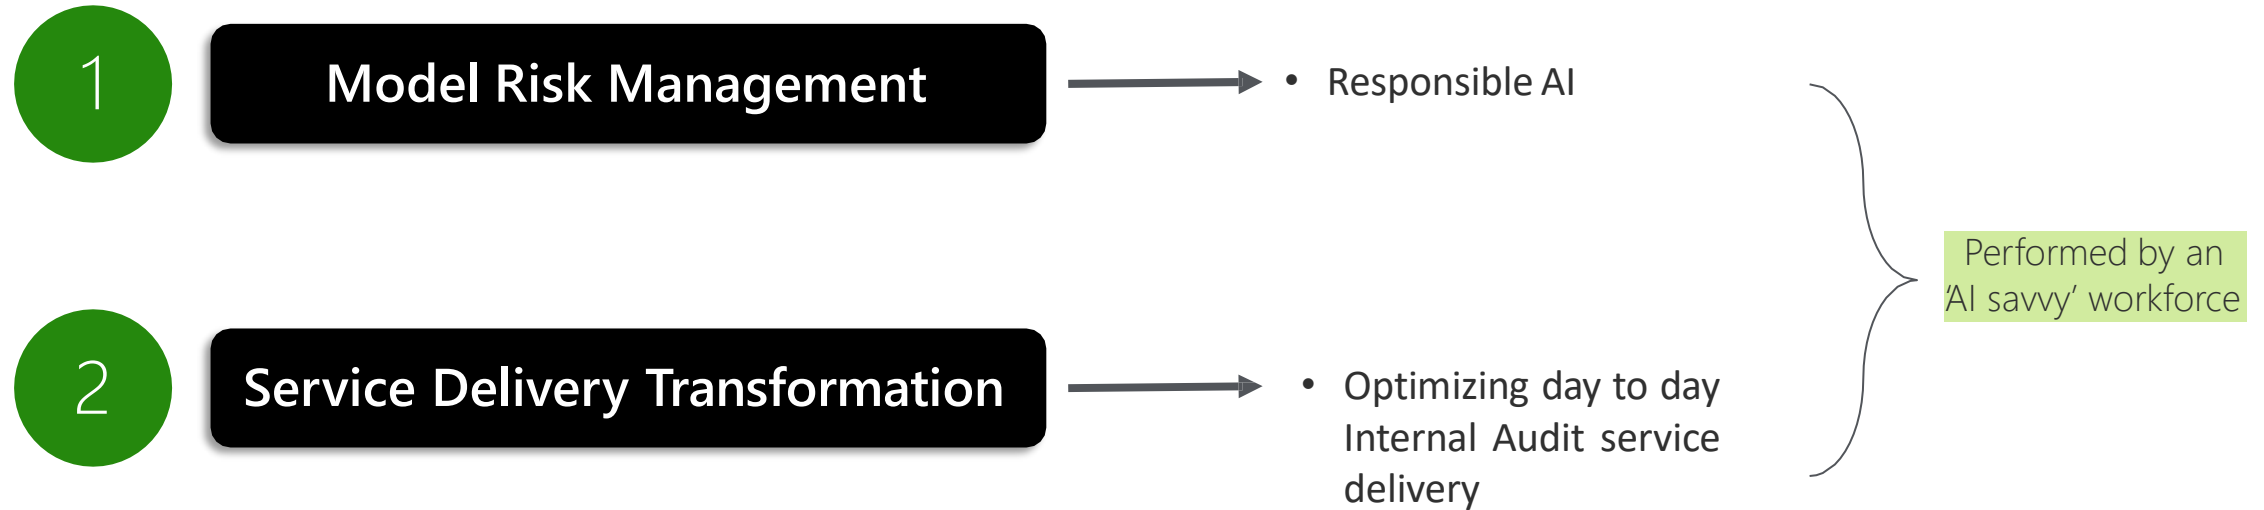 1
Model Risk Management
• Responsible AI
2
Service Delivery Transformation
• Optimizing day to day
Internal Audit service
delivery
Performed by an
‘AI savvy’ workforce